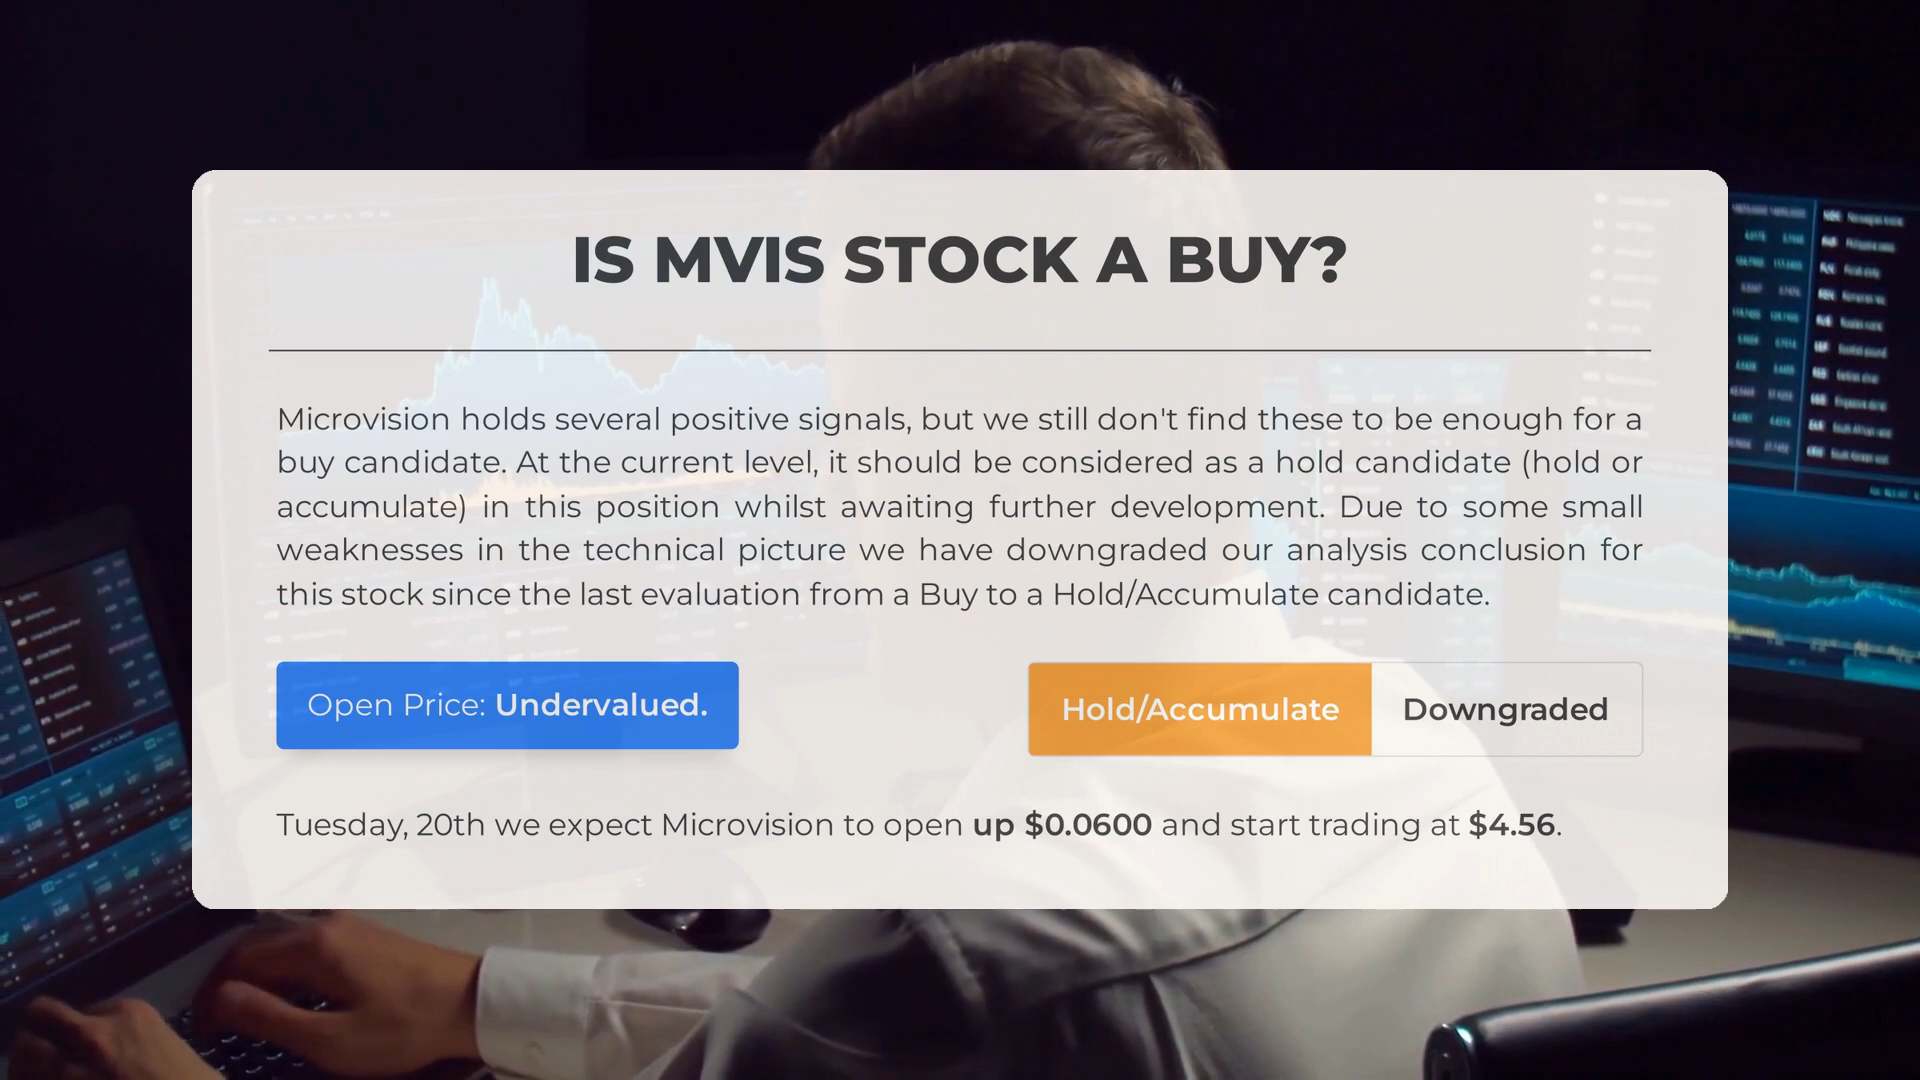 IS MVIS STOCK A BUY?
Microvision holds several positive signals, but we still don't find these to be enough for a
buy candidate. At the current level, it should be considered as a hold candidate (hold or
accumulate) in this position whilst awaiting further development. Due to some small
weaknesses in the technical picture we have downgraded our analysis conclusion for
this stock since the last evaluation from a Buy to a Hold/Accumulate candidate.
Open Price: Undervalued.
Hold/Accumulate Downgraded
Tuesday, 20th we expect Microvision to open up $0.0600 and start trading at $4.56.